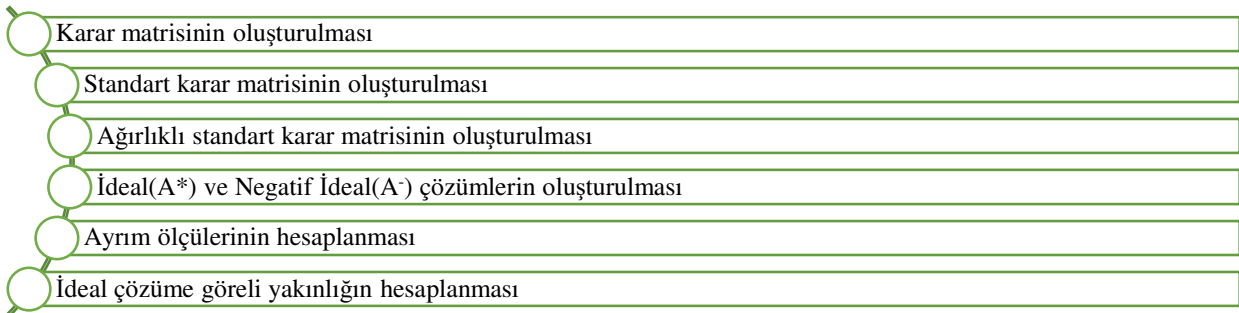 Karar matrisinin oluşturulması
Standart karar matrisinin oluşturulması
Ağırlıklı standart karar matrisinin oluşturulması
İdeal(A*) ve Negatif İdeal(A⁻) çözümlerin oluşturulması
Ayrım ölçülerinin hesaplanması
İdeal çözüme göreli yakınlığın hesaplanması